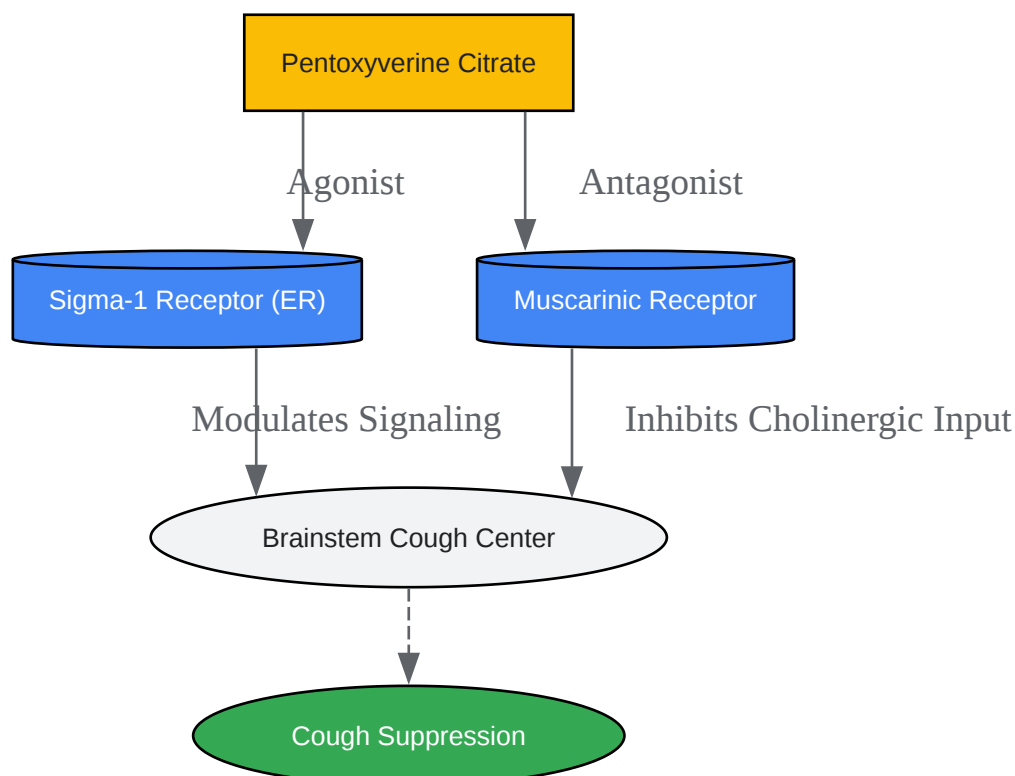 Pentoxyverine Citrate
Agonist
Antagonist
Sigma-1 Receptor (ER)
Muscarinic Receptor
Modulates Signaling
Inhibits Cholinergic Input
Brainstem Cough Center
Cough Suppression